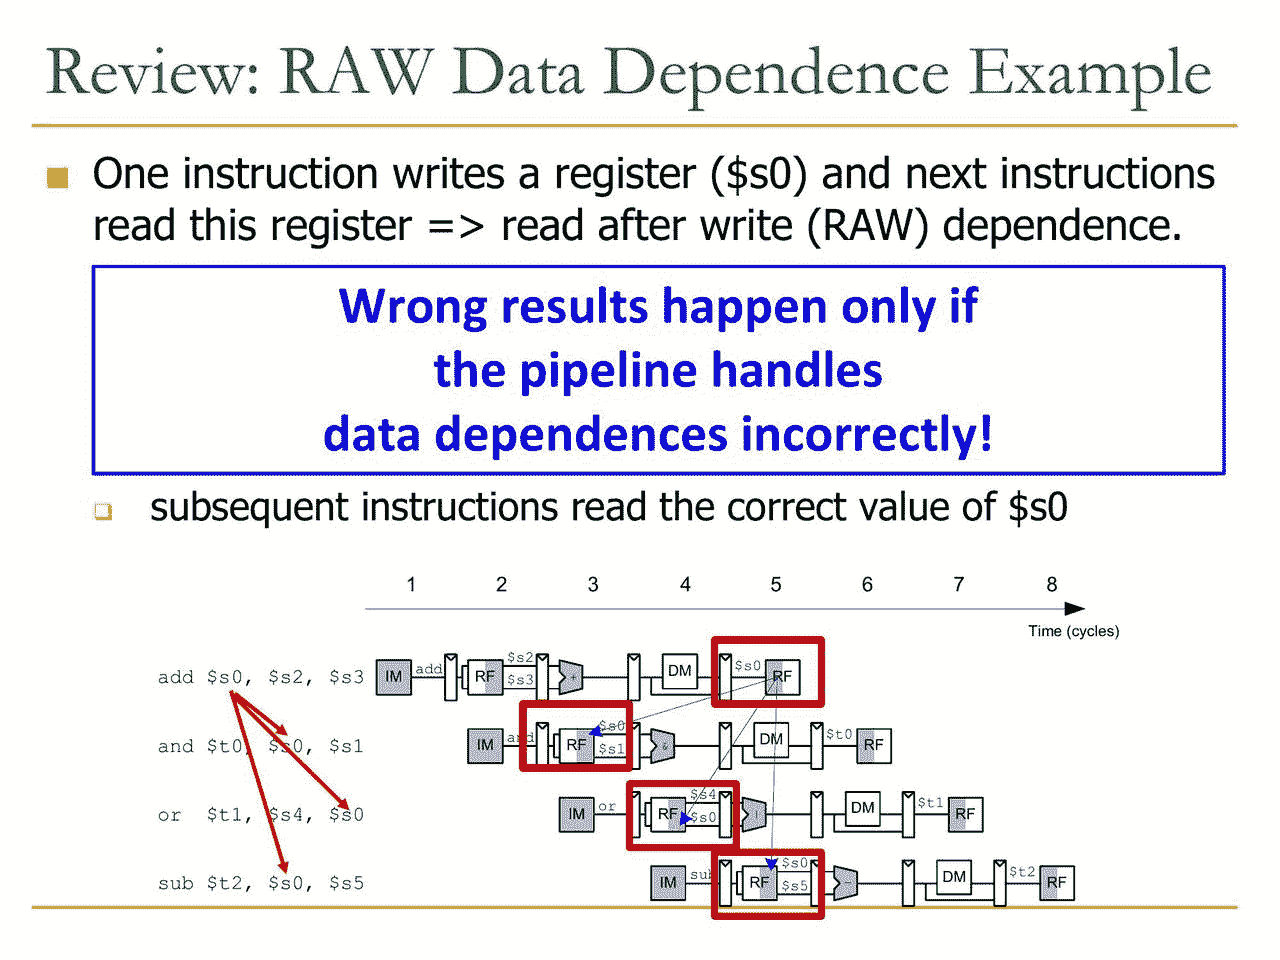 Review: RAW Data Dependence Example
One instruction writes a register ($s0) and next instructions
read this register => read after write (RAW) dependence.
Wrong results happen only if
the pipeline handles
data dependences incorrectly!
subsequent instructions read the correct value of $s0
1 2 3 4 5 6 7 8
Time (cycles)
add $s0, $s2, $s3 IM add RF $s2 $s3 + DM $s0 RF
and $t0, $s0, $s1 IM and RF $s0 $s1 & DM $t0 RF
or $t1, $s4, $s0 IM or RF $s4 $s0 | DM $t1 RF
sub $t2, $s0, $s5 IM sub RF $s0 $s5 - DM $t2 RF